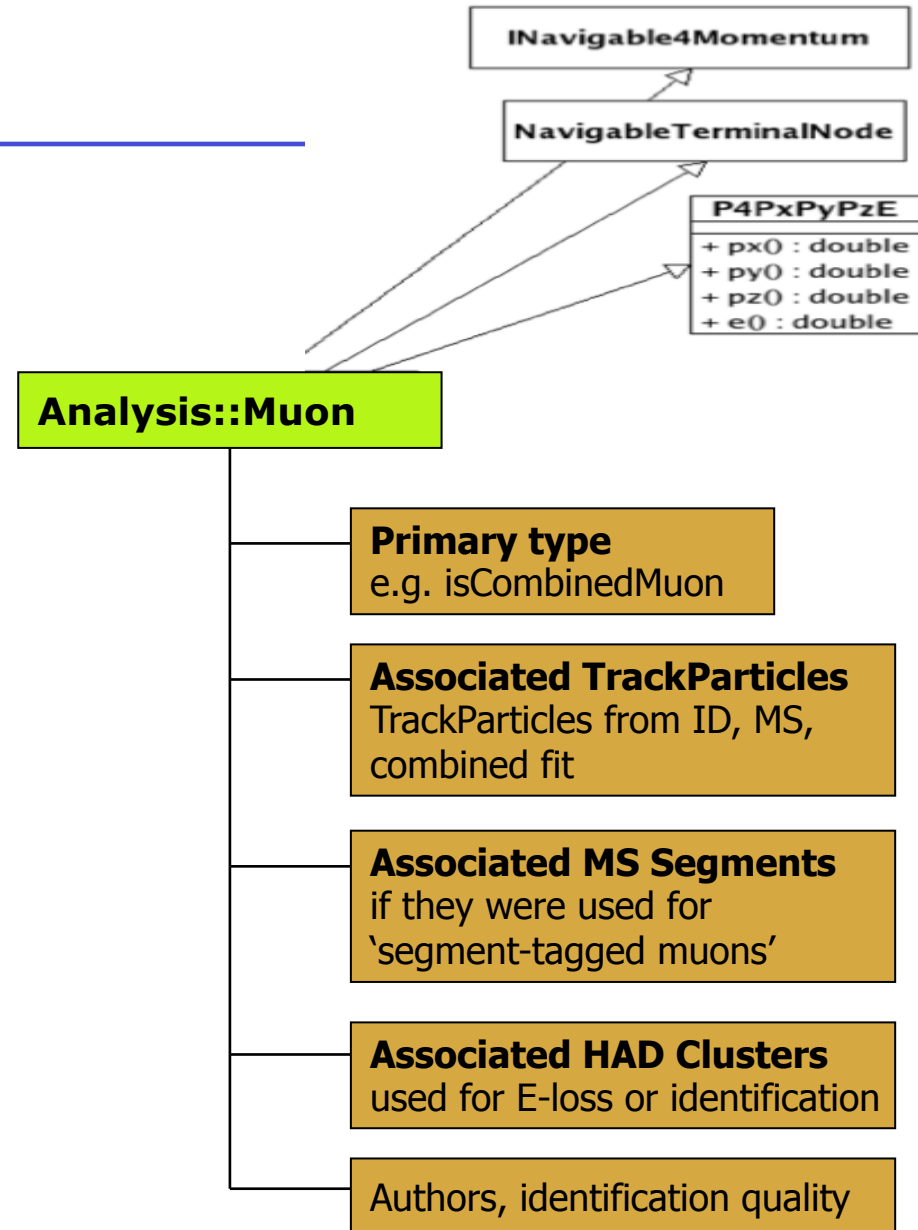 INavigable4Momentum
NavigableTerminalNode
P4PxPyPzE
+ px() : double
+ py() : double
+ pz() : double
+ e() : double
Analysis::Muon
Primary type
e.g. isCombinedMuon
Associated TrackParticles
TrackParticles from ID, MS,
combined fit
Associated MS Segments
if they were used for
‘segment-tagged muons’
Associated HAD Clusters
used for E-loss or identification
Authors, identification quality